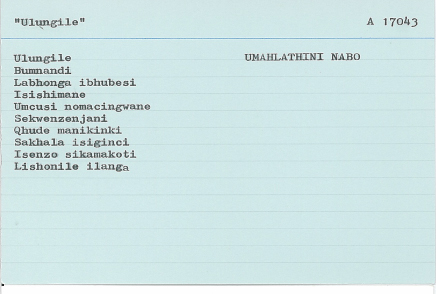 "Ulungile" A 17043
Ulungile UMAHLATHINI NABO
Bumnandi
Labhonga ibhubesi
Isishimane
Umcusi nomacingwane
Sekwenzenjani
Qhude manikinki
Sakhala isiginci
Isenzo sikamakoti
Lishonile ilanga